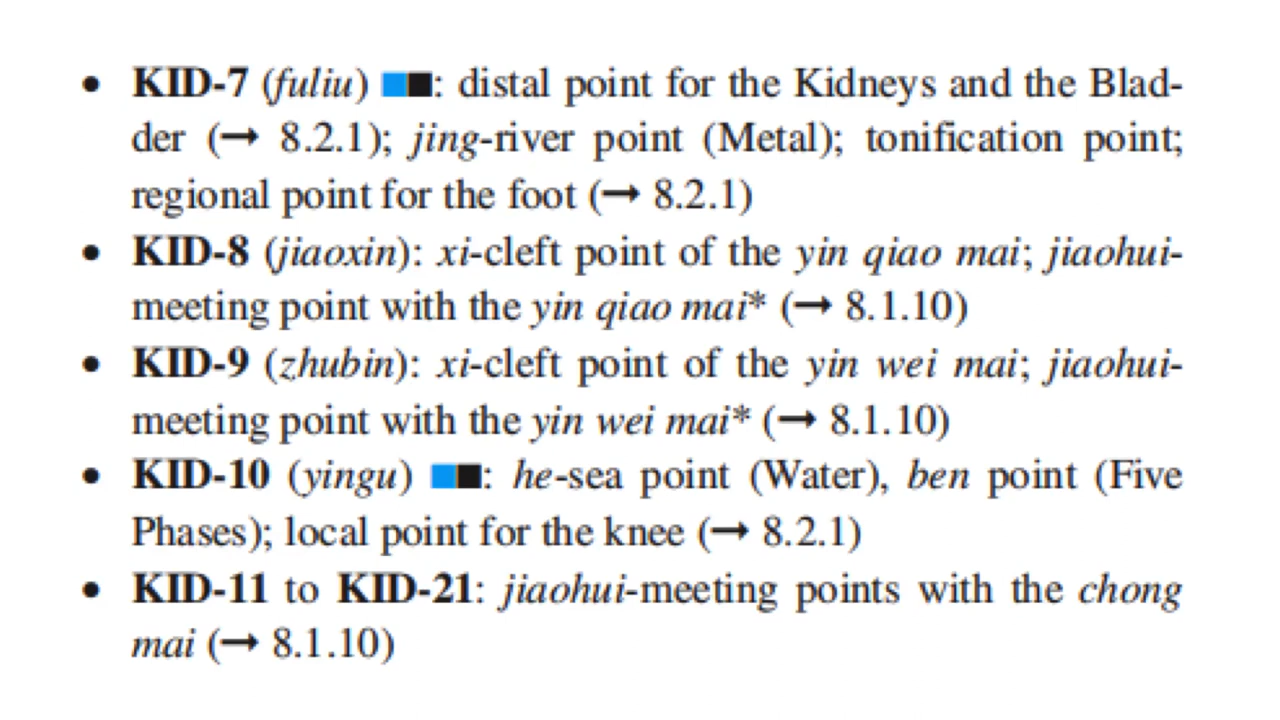 • KID-7 (fuliu) : distal point for the Kidneys and the Blad-
der (→ 8.2.1); jing-river point (Metal); tonification point;
regional point for the foot (→ 8.2.1)
• KID-8 (jiaoxin): xi-cleft point of the yin qiao mai; jiaohui-
meeting point with the yin qiao mai* (→ 8.1.10)
• KID-9 (zhubin): xi-cleft point of the yin wei mai; jiaohui-
meeting point with the yin wei mai* (→ 8.1.10)
• KID-10 (yingu) : he-sea point (Water), ben point (Five
Phases); local point for the knee (→ 8.2.1)
• KID-11 to KID-21: jiaohui-meeting points with the chong
mai (→ 8.1.10)